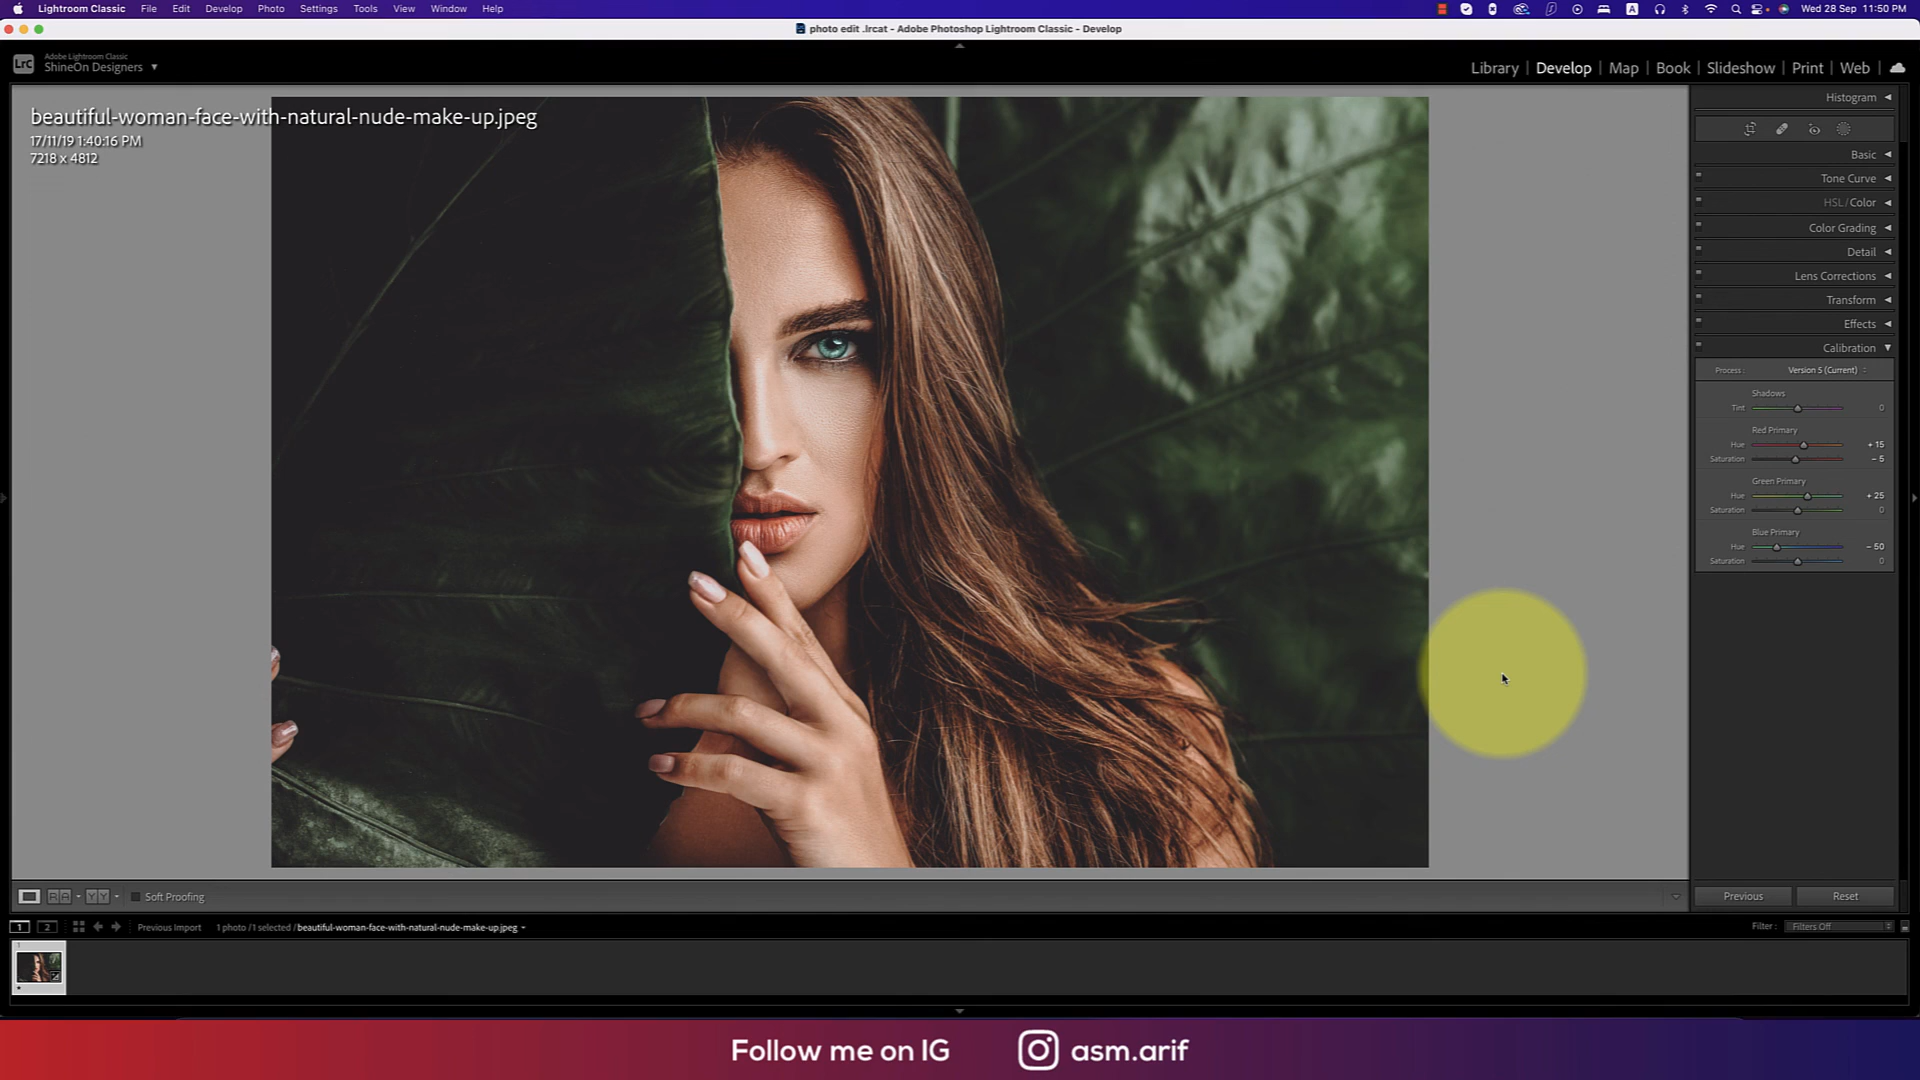 Lightroom Classic File Edit Develop Photo Settings Tools View Window Help A Wed 28 Sep 11:50 PM
photo edit .lrcat - Adobe Photoshop Lightroom Classic - Develop
LrC Adobe Lightroom Classic
ShineOn Designers
Library | Develop | Map | Book | Slideshow | Print | Web
beautiful-woman-face-with-natural-nude-make-up.jpeg
17/11/19 1:40:16 PM
7218 x 4812
Histogram
Basic
Tone Curve
HSL / Color
Color Grading
Detail
Lens Corrections
Transform
Effects
Calibration
Process : Version 5 (Current)
Shadows
Tint 0
Red Primary
Hue + 15
Saturation - 5
Green Primary
Hue + 25
Saturation 0
Blue Primary
Hue - 50
Saturation 0
Soft Proofing
Previous Reset
1 2 Previous Import 1 photo / 1 selected / beautiful-woman-face-with-natural-nude-make-up.jpeg Filter : Filters Off
1
Follow me on IG asm.arif